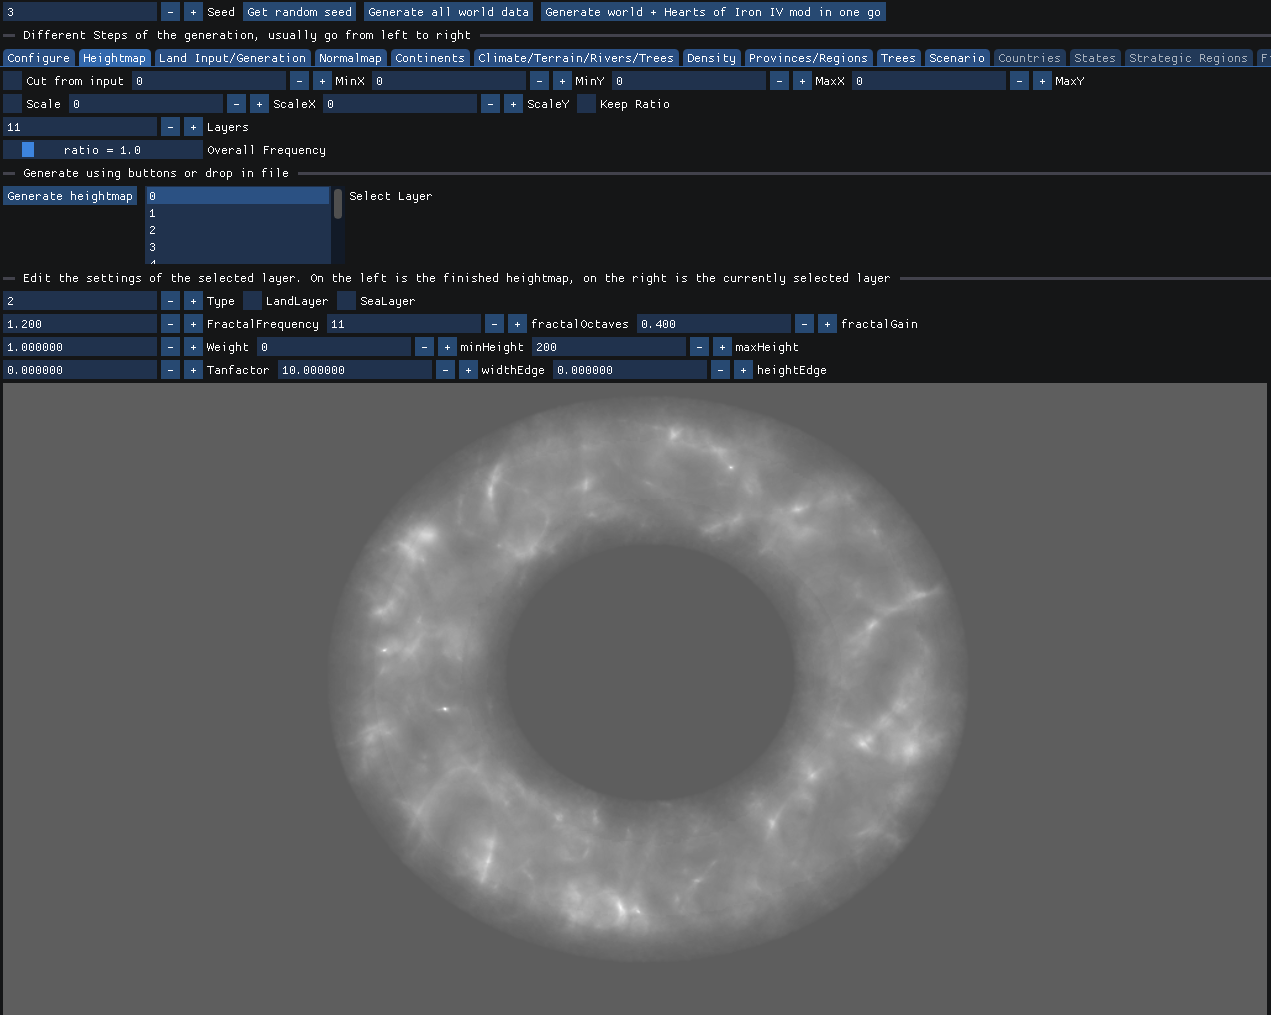 3 - + Seed Get random seed Generate all world data Generate world + Hearts of Iron IV mod in one go
Different Steps of the generation, usually go from left to right
Configure Heightmap Land Input/Generation Normalmap Continents Climate/Terrain/Rivers/Trees Density Provinces/Regions Trees Scenario Countries States Strategic Regions
Cut from input 0 - + MinX 0 - + MinY 0 - + MaxX 0 - + MaxY
Scale 0 - + ScaleX 0 - + ScaleY Keep Ratio
11 - + Layers
ratio = 1.0 Overall Frequency
Generate using buttons or drop in file
Generate heightmap 0 Select Layer
1
2
3
4
Edit the settings of the selected layer. On the left is the finished heightmap, on the right is the currently selected layer
2 - + Type LandLayer SeaLayer
1.200 - + FractalFrequency 11 - + fractalOctaves 0.400 - + fractalGain
1.000000 - + Weight 0 - + minHeight 200 - + maxHeight
0.000000 - + Tanfactor 10.000000 - + widthEdge 0.000000 - + heightEdge